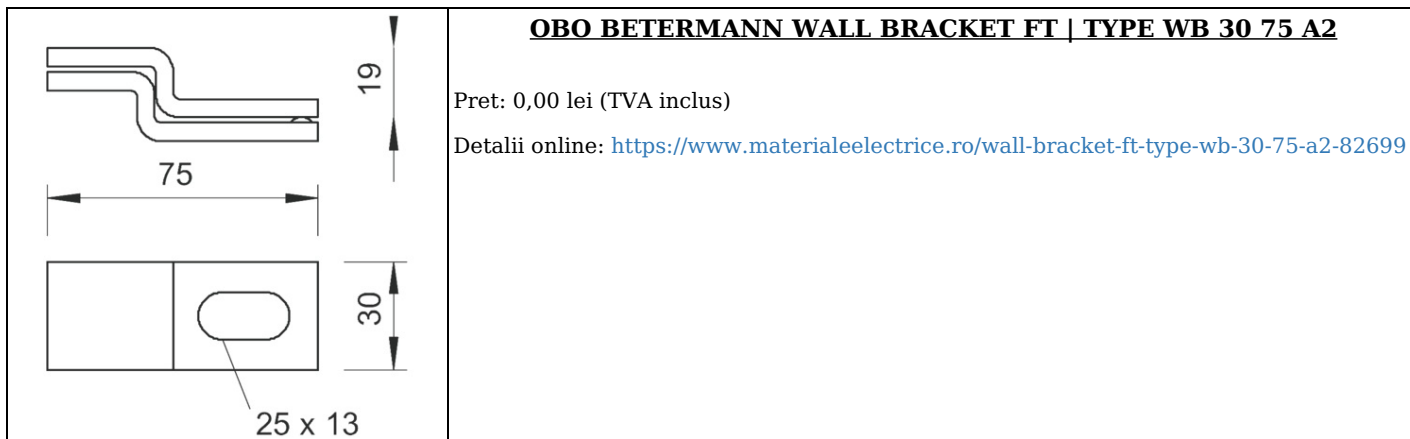 19
75
30
25 x 13
OBO BETERMANN WALL BRACKET FT | TYPE WB 30 75 A2
Pret: 0,00 lei (TVA inclus)
Detalii online: https://www.materialeelectrice.ro/wall-bracket-ft-type-wb-30-75-a2-82699